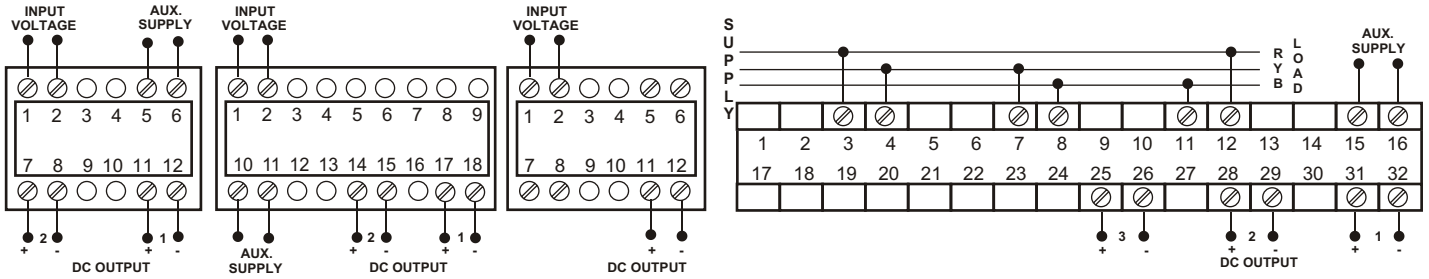 INPUT
VOLTAGE
AUX.
SUPPLY
1 2 3 4 5 6
7 8 9 10 11 12
+ 2 - + 1 -
DC OUTPUT
INPUT
VOLTAGE
1 2 3 4 5 6 7 8 9
10 11 12 13 14 15 16 17 18
+ 2 - + 1 -
AUX.
SUPPLY
DC OUTPUT
INPUT
VOLTAGE
1 2 3 4 5 6
7 8 9 10 11 12
+ -
DC OUTPUT
SUPPLY
R
Y
B
LOAD
AUX.
SUPPLY
1 2 3 4 5 6 7 8 9 10 11 12 13 14 15 16
17 18 19 20 21 22 23 24 25 26 27 28 29 30 31 32
+ 3 - + 2 - + 1 -
DC OUTPUT